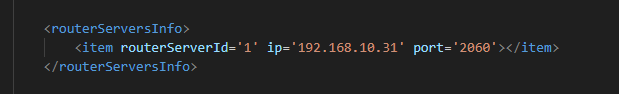 <routerServersInfo>
<item routerServerId='1' ip='192.168.10.31' port='2060'></item>
</routerServersInfo>